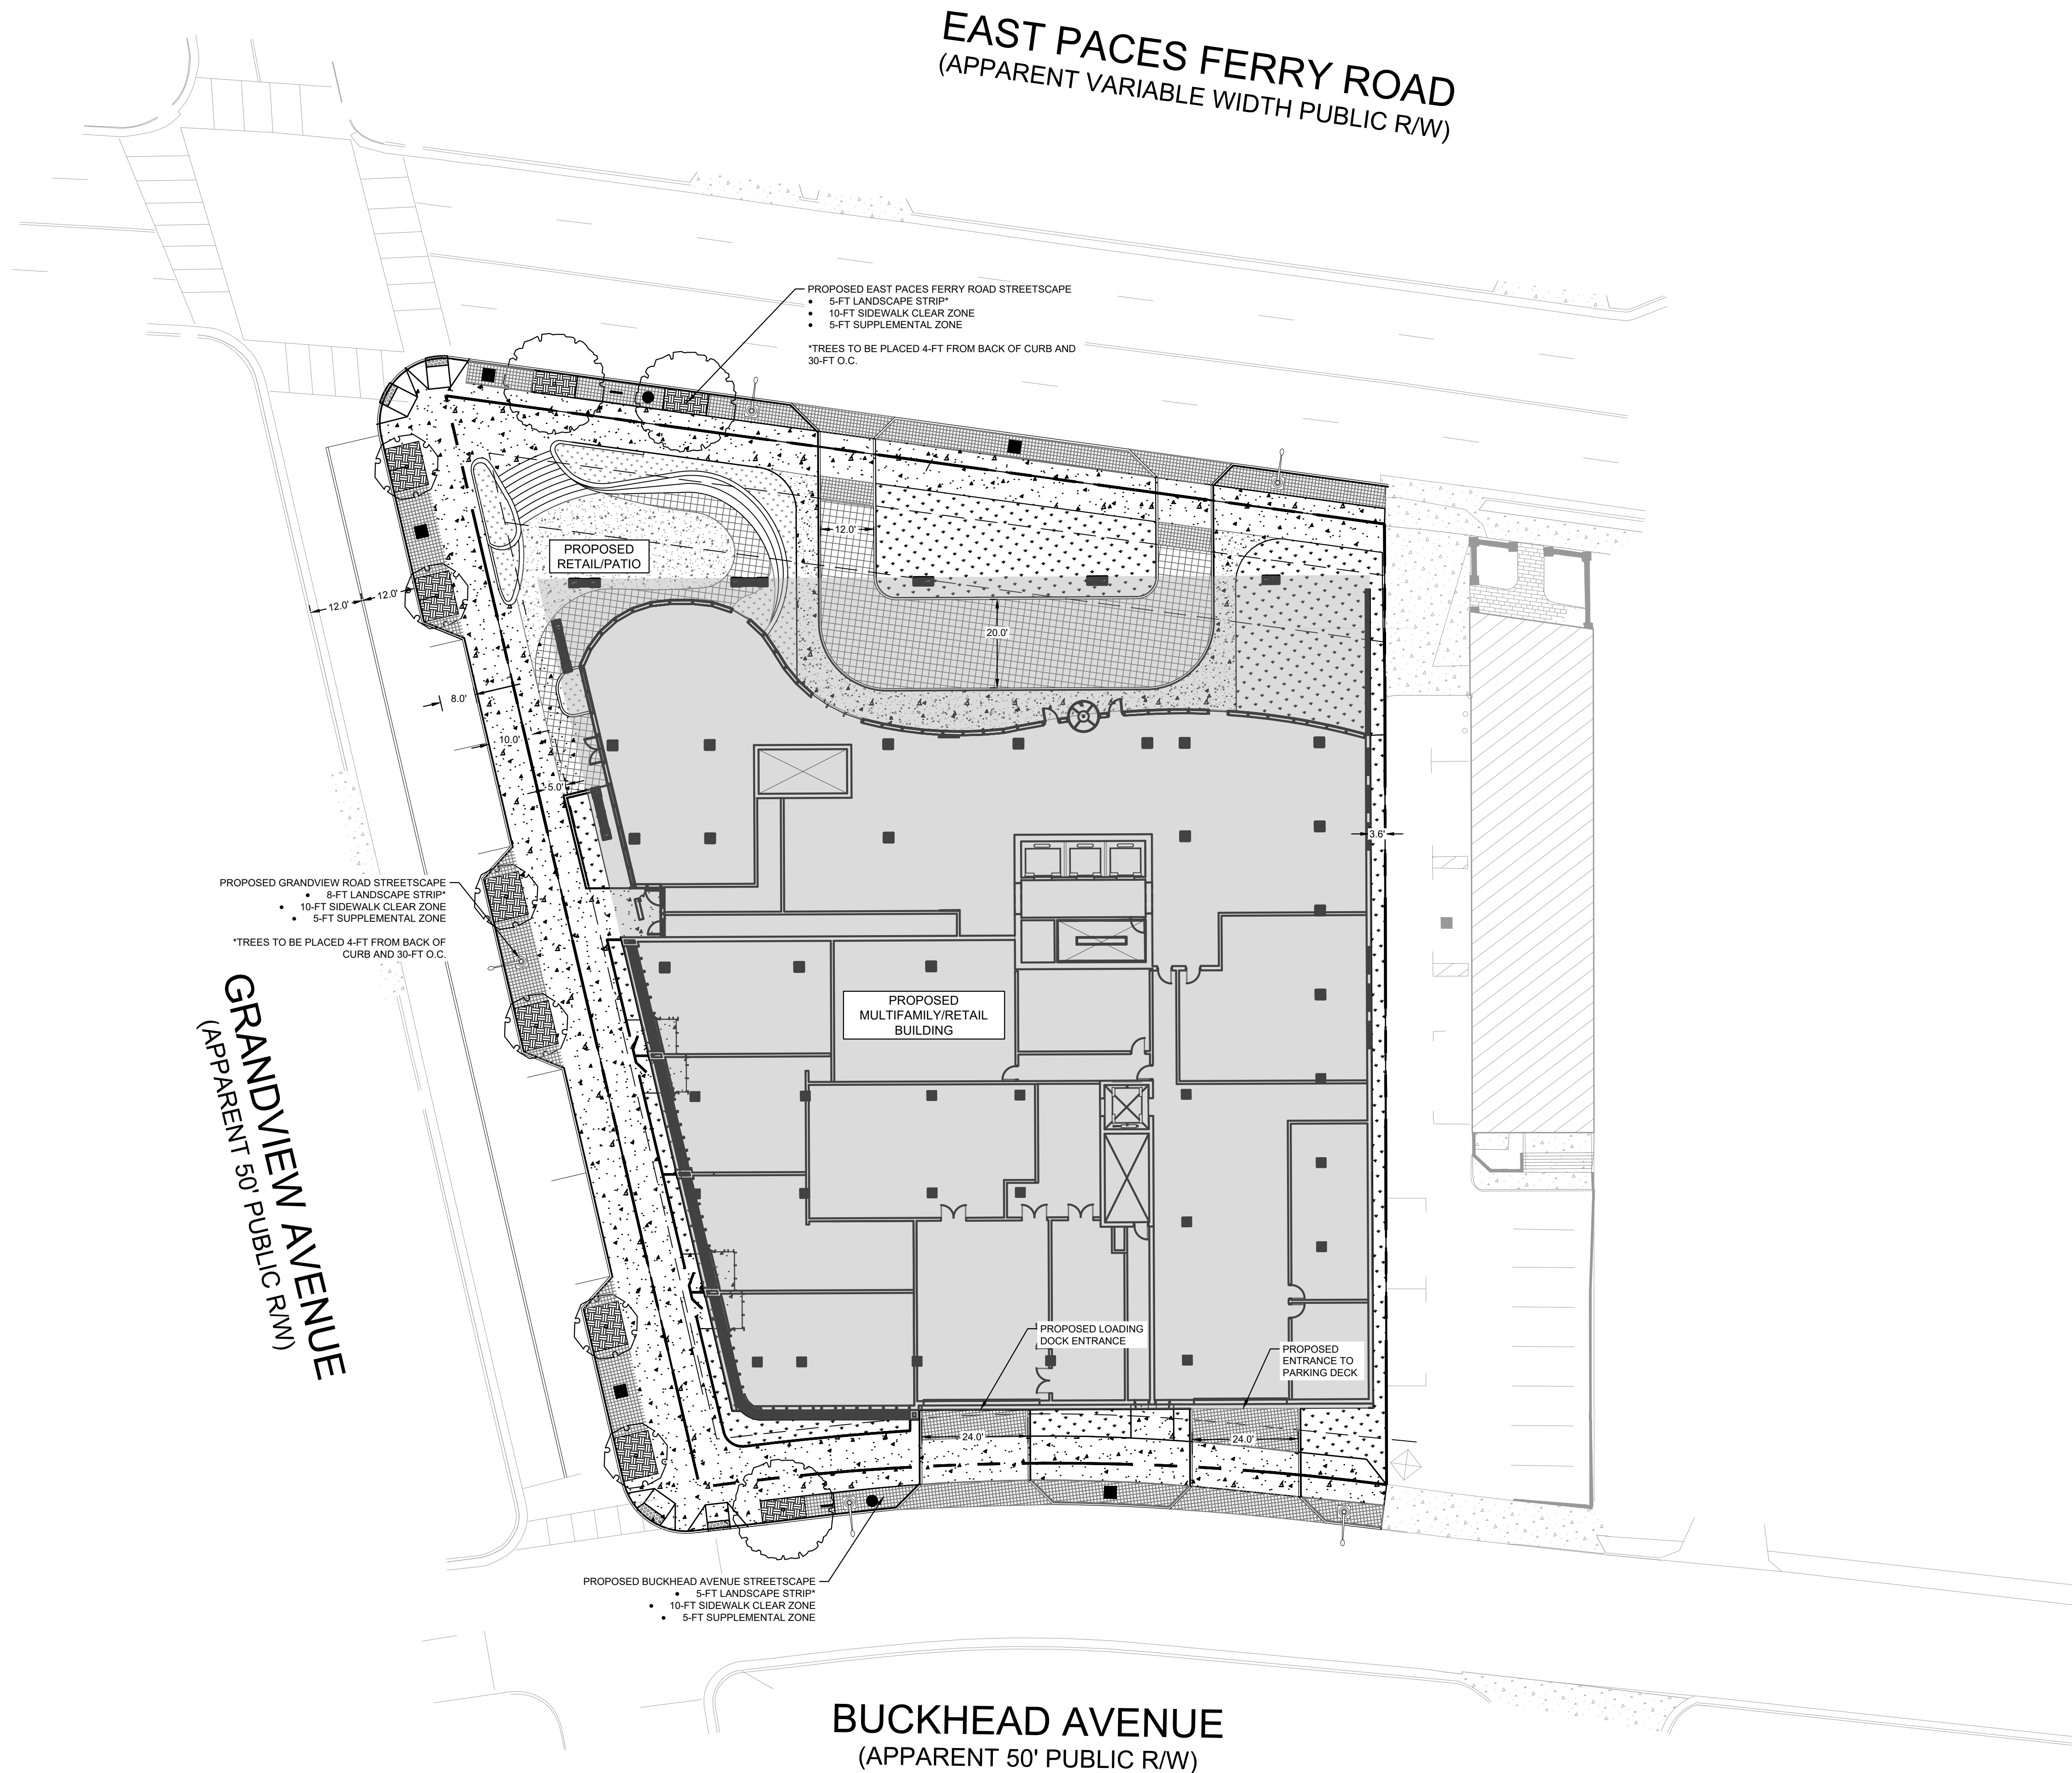 EAST PACES FERRY ROAD
(APPARENT VARIABLE WIDTH PUBLIC R/W)
PROPOSED EAST PACES FERRY ROAD STREETSCAPE
● 5-FT LANDSCAPE STRIP*
● 10-FT SIDEWALK CLEAR ZONE
● 5-FT SUPPLEMENTAL ZONE
*TREES TO BE PLACED 4-FT FROM BACK OF CURB AND
30-FT O.C.
12.0'
PROPOSED
RETAIL/PATIO
12.0'
12.0'
20.0'
8.0'
10.0'
5.0'
3.6'
PROPOSED GRANDVIEW ROAD STREETSCAPE
● 8-FT LANDSCAPE STRIP*
● 10-FT SIDEWALK CLEAR ZONE
● 5-FT SUPPLEMENTAL ZONE
*TREES TO BE PLACED 4-FT FROM BACK OF
CURB AND 30-FT O.C.
GRANDVIEW AVENUE
(APPARENT 50' PUBLIC R/W)
PROPOSED
MULTIFAMILY/RETAIL
BUILDING
PROPOSED LOADING
DOCK ENTRANCE
PROPOSED
ENTRANCE TO
PARKING DECK
24.0'
24.0'
PROPOSED BUCKHEAD AVENUE STREETSCAPE
● 5-FT LANDSCAPE STRIP*
● 10-FT SIDEWALK CLEAR ZONE
● 5-FT SUPPLEMENTAL ZONE
BUCKHEAD AVENUE
(APPARENT 50' PUBLIC R/W)